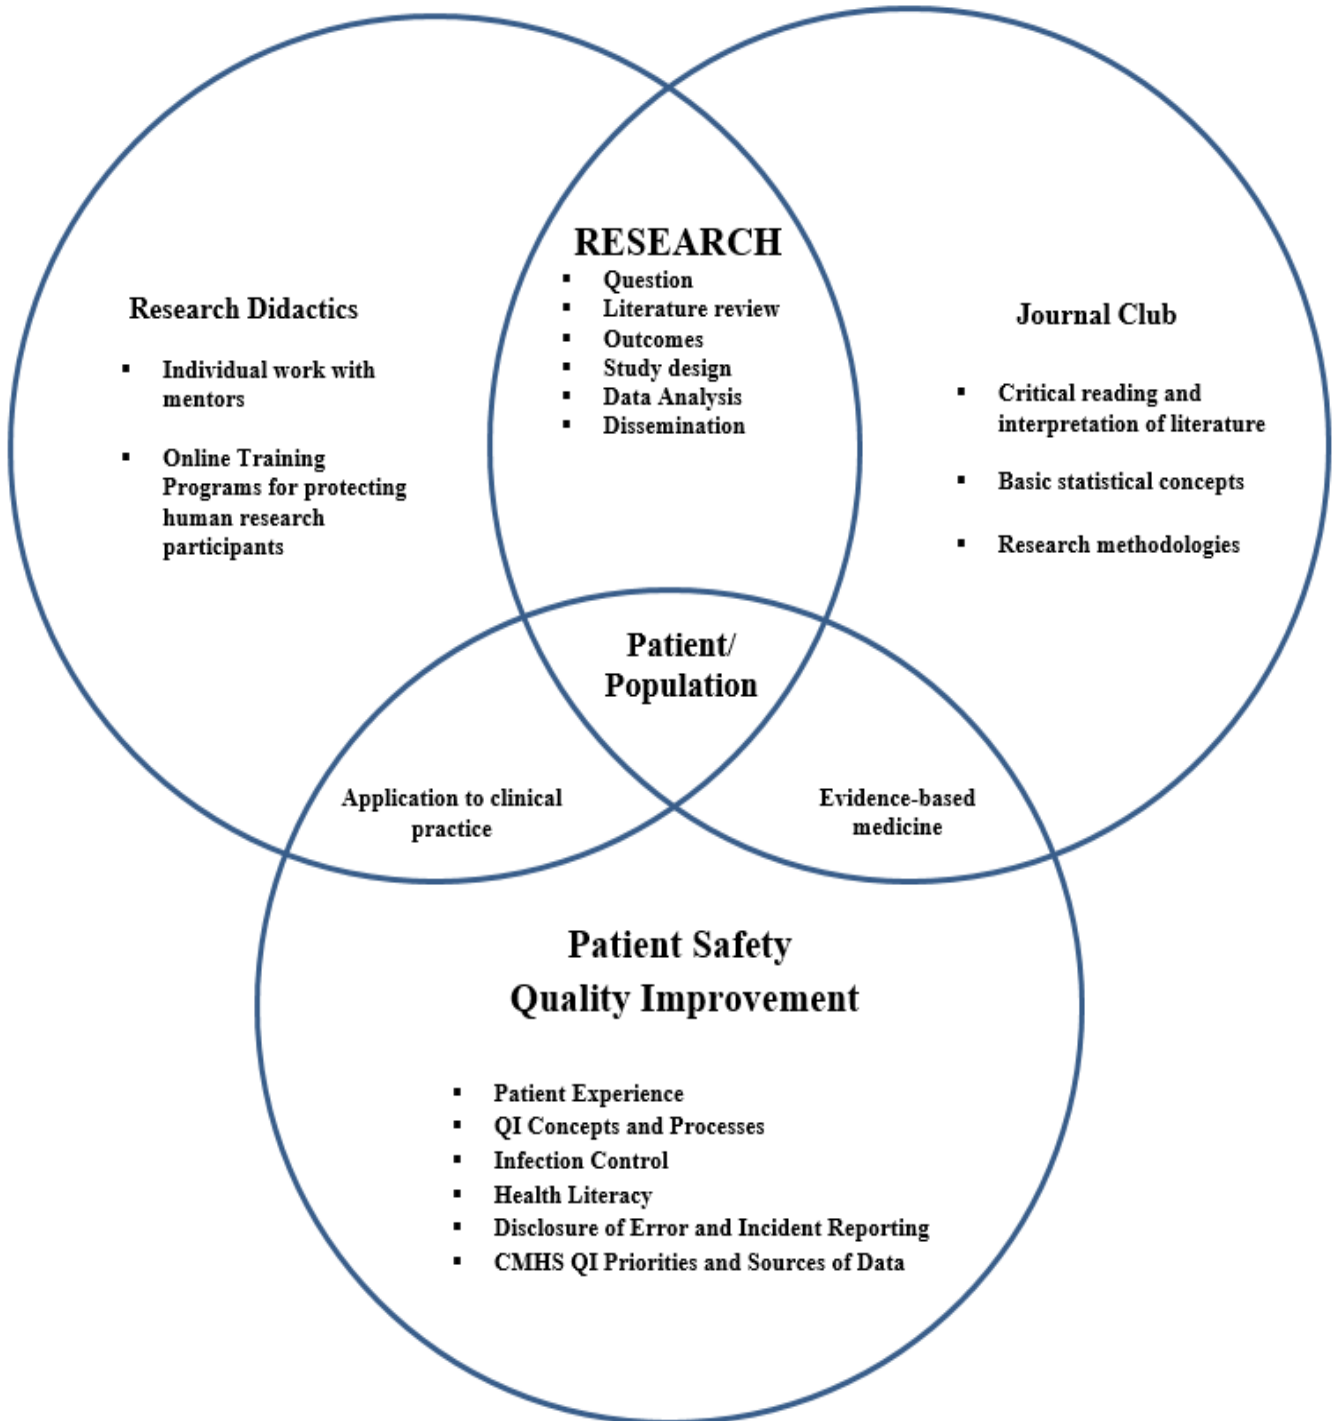 RESEARCH
▪ Question
▪ Literature review
▪ Outcomes
▪ Study design
▪ Data Analysis
▪ Dissemination
Research Didactics
▪ Individual work with
mentors
▪ Online Training
Programs for protecting
human research
participants
Journal Club
▪ Critical reading and
interpretation of literature
▪ Basic statistical concepts
▪ Research methodologies
Patient/
Population
Application to clinical
practice
Evidence-based
medicine
Patient Safety
Quality Improvement
▪ Patient Experience
▪ QI Concepts and Processes
▪ Infection Control
▪ Health Literacy
▪ Disclosure of Error and Incident Reporting
▪ CMHS QI Priorities and Sources of Data